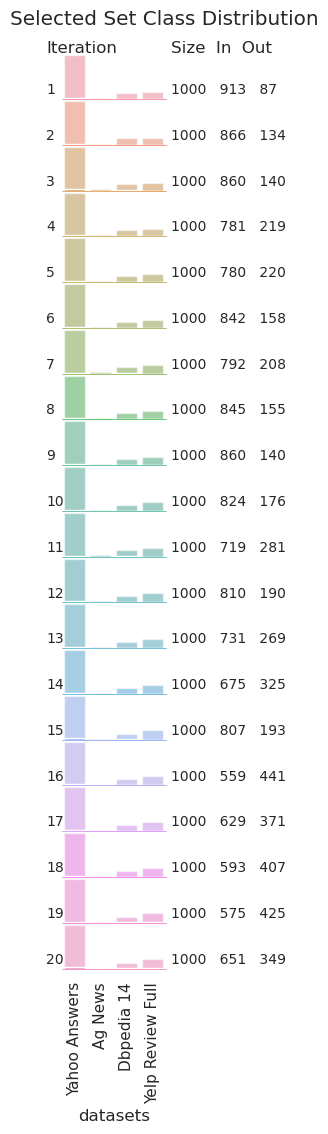 Selected Set Class Distribution
Iteration Size In Out
1 1000 913 87
2 1000 866 134
3 1000 860 140
4 1000 781 219
5 1000 780 220
6 1000 842 158
7 1000 792 208
8 1000 845 155
9 1000 860 140
10 1000 824 176
11 1000 719 281
12 1000 810 190
13 1000 731 269
14 1000 675 325
15 1000 807 193
16 1000 559 441
17 1000 629 371
18 1000 593 407
19 1000 575 425
20 1000 651 349
Yahoo Answers
Ag News
Dbpedia 14
Yelp Review Full
datasets